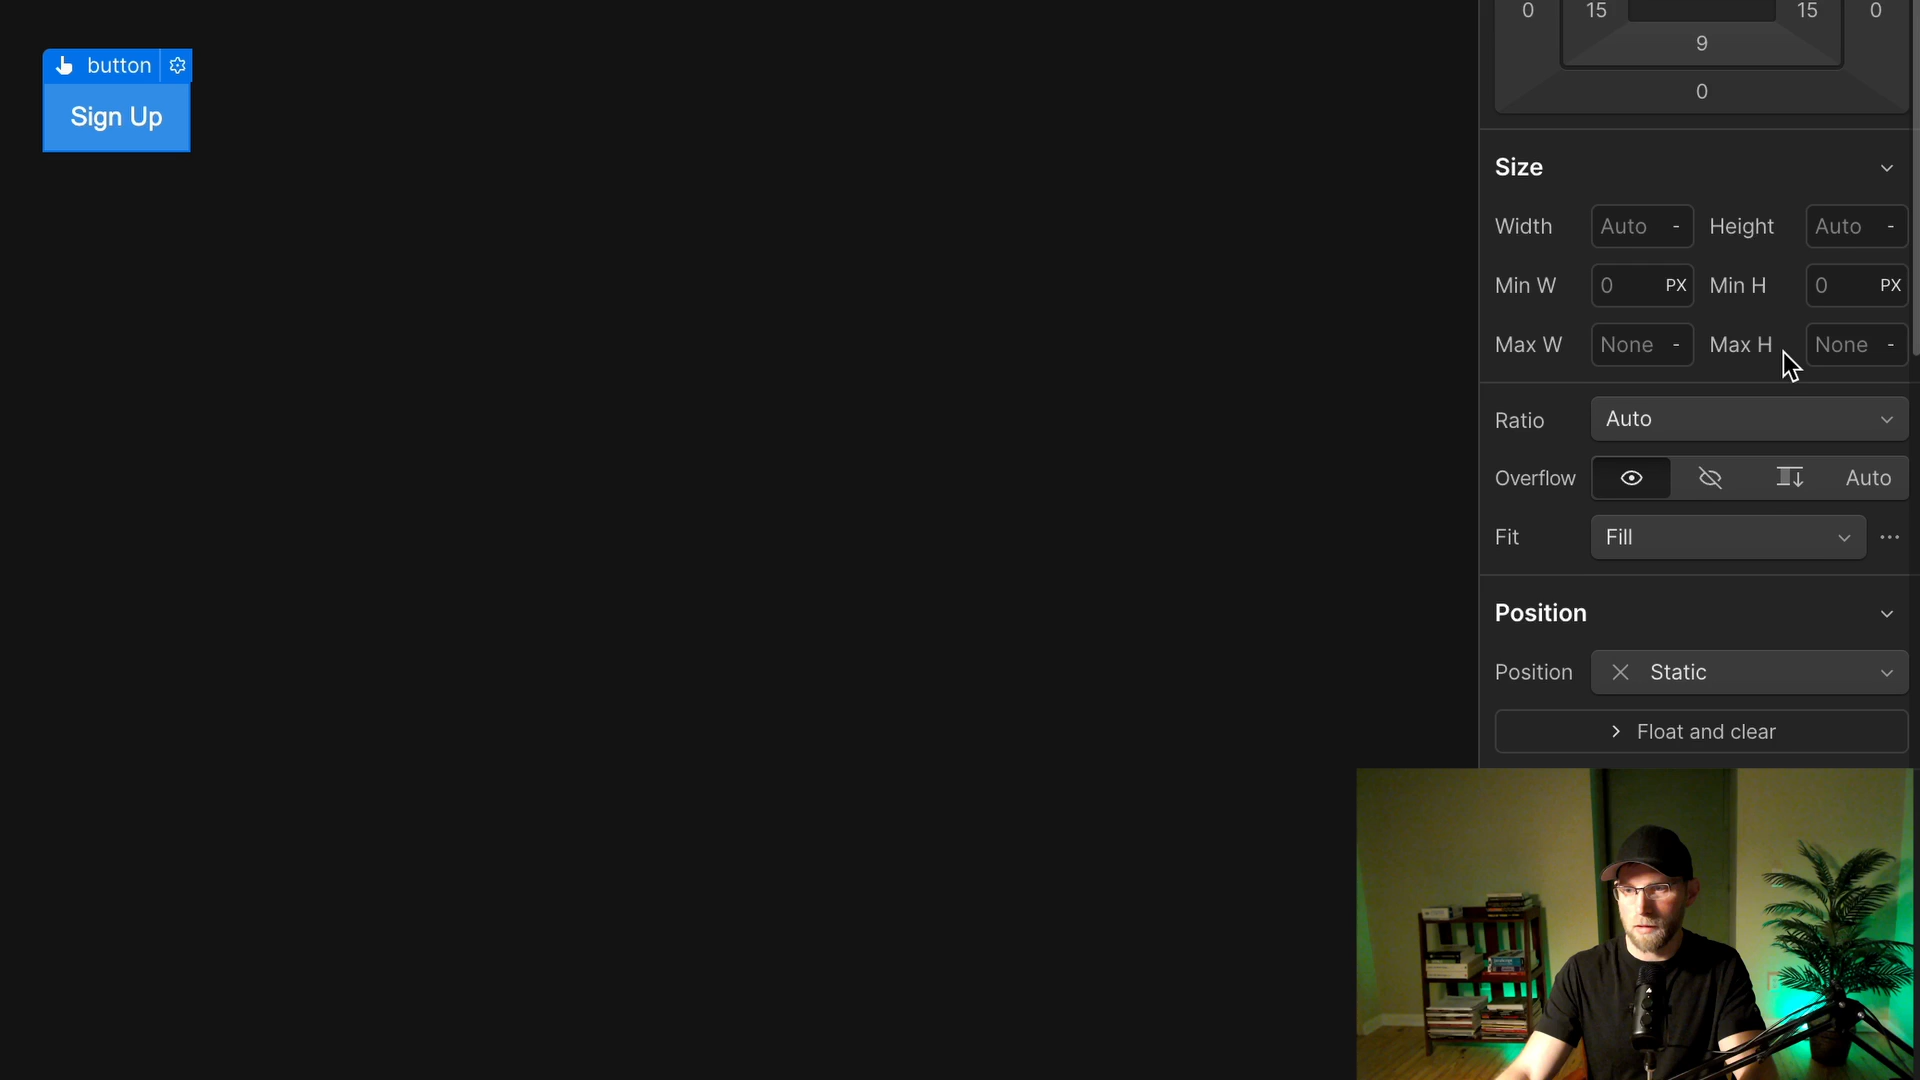 button
Sign Up
0 15 15 0
9
0
Size
Width Auto - Height Auto -
Min W 0 PX Min H 0 PX
Max W None - Max H None -
Ratio Auto
Overflow Auto
Fit Fill
Position
Position Static
Float and clear